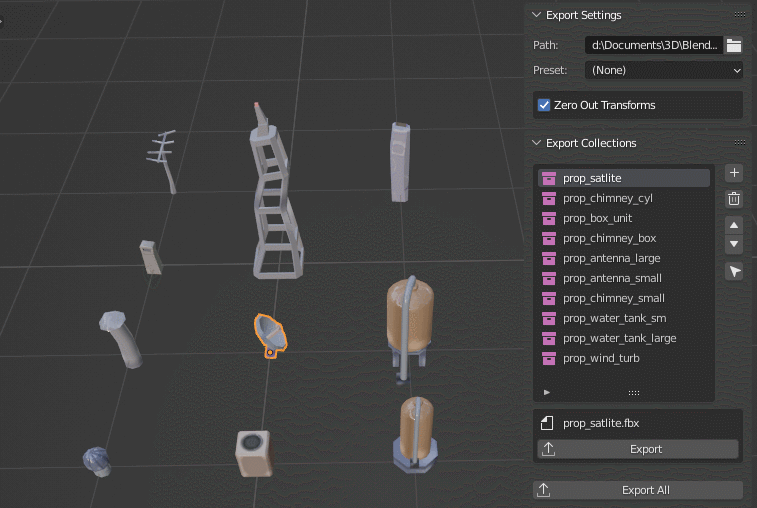 Export Settings
Path: d:\Documents\3D\Blend...
Preset: (None)
Zero Out Transforms
Export Collections
prop_satlite
prop_chimney_cyl
prop_box_unit
prop_chimney_box
prop_antenna_large
prop_antenna_small
prop_chimney_small
prop_water_tank_sm
prop_water_tank_large
prop_wind_turb
prop_satlite.fbx
Export
Export All